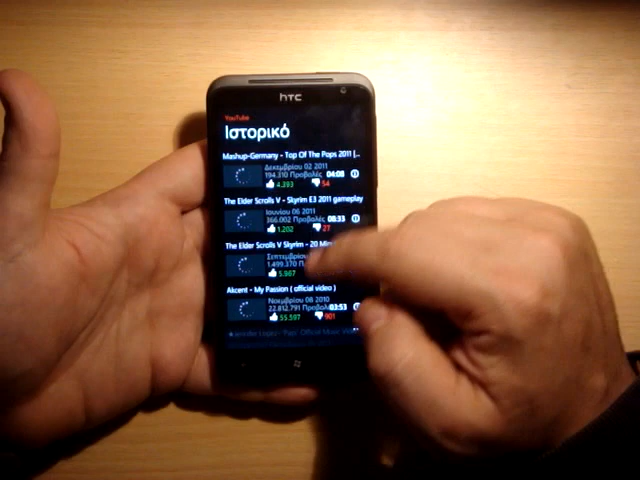 hTC
YouTube
Ιστορικό
Mashup-Germany - Top Of The Pops 2011 [...
Δεκεμβρίου 02 2011
194.310 Προβολές 04:08
4.393 54
The Elder Scrolls V - Skyrim E3 2011 gameplay
Ιουνίου 06 2011
366.002 Προβολές 08:33
1.202 27
The Elder Scrolls V Skyrim - 20
1.499.370
5.967
Akcent - My Passion ( official video )
Νοεμβρίου 08 2010
22.812.791 03:53
55.597 901